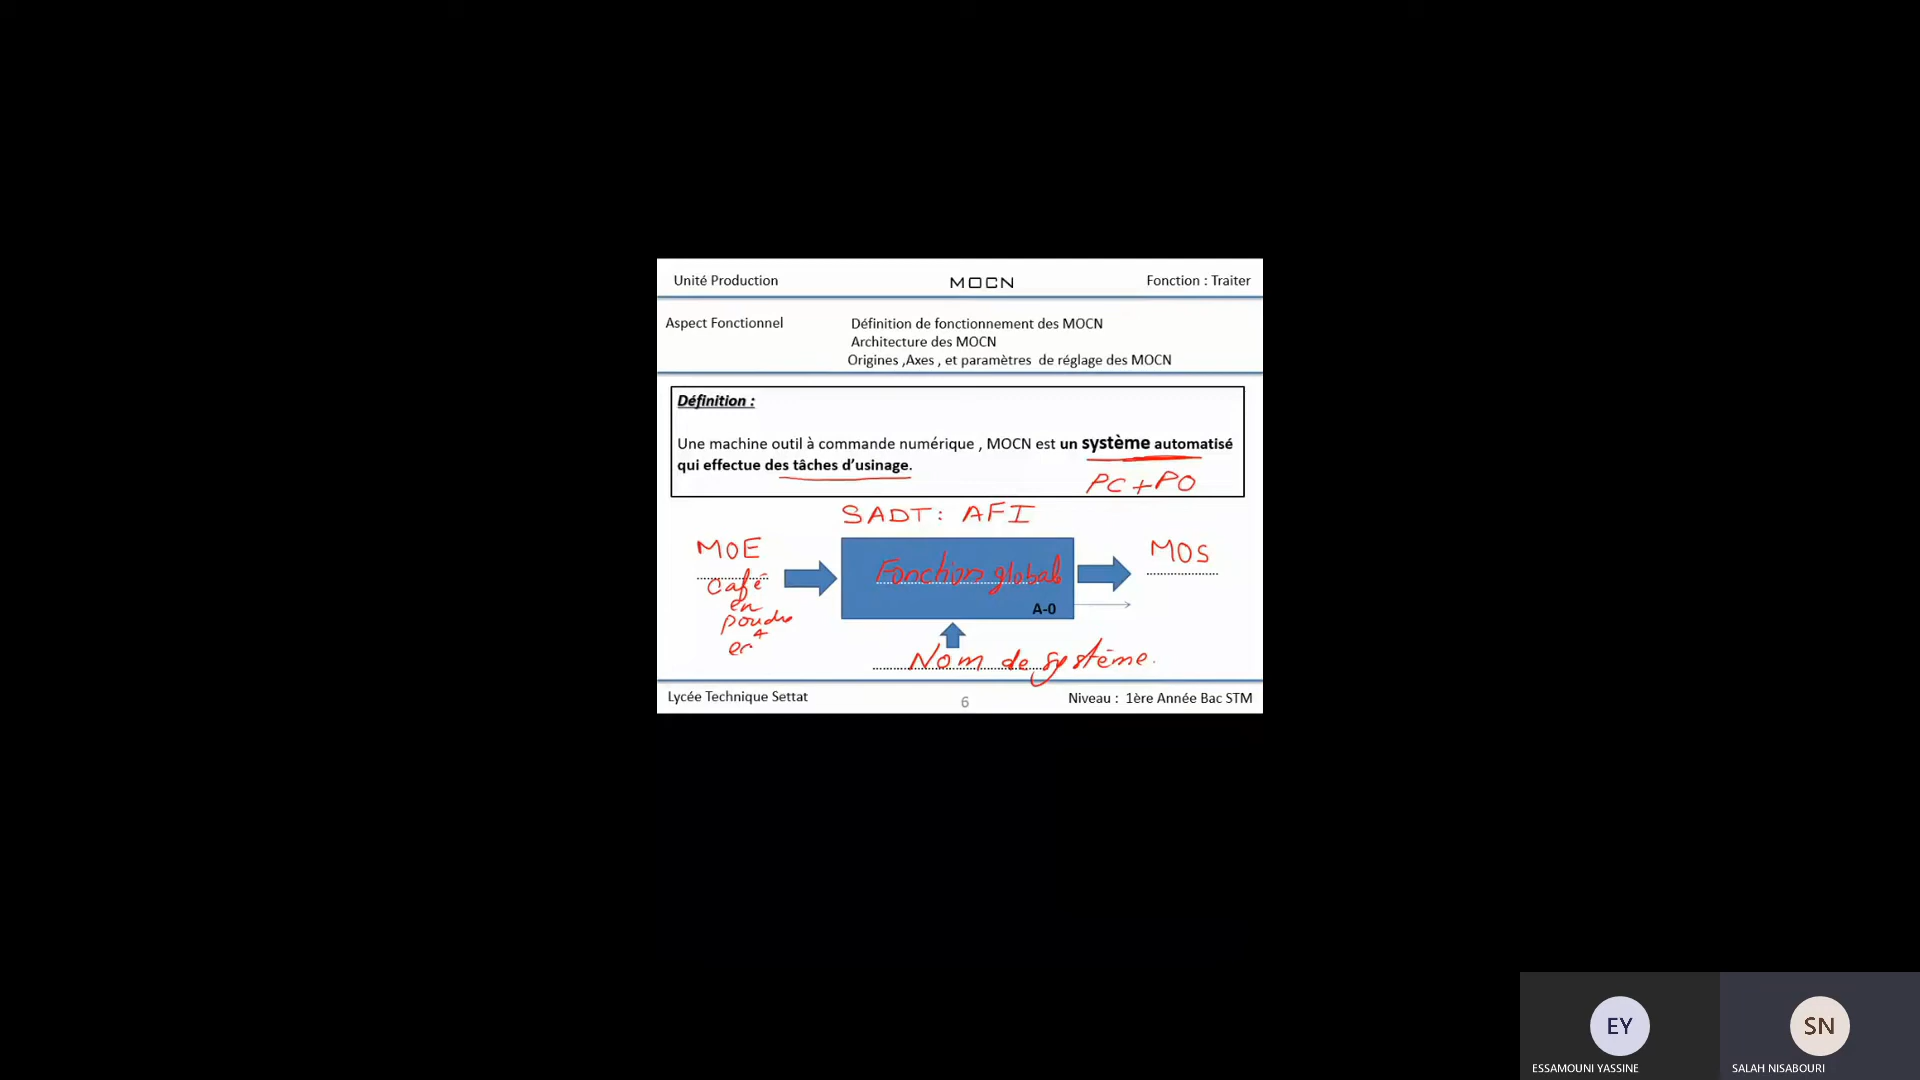 Unité Production
MOCN
Fonction : Traiter
Aspect Fonctionnel
Définition de fonctionnement des MOCN
Architecture des MOCN
Origines ,Axes , et paramètres de réglage des MOCN
Définition :
Une machine outil à commande numérique , MOCN est un système automatisé
qui effectue des tâches d’usinage.
PC + PO
SADT : AFI
MOE
Café
en
poudre
+
Fonction global
A-0
MOS
Nom de système.
Lycée Technique Settat
6
Niveau : 1ère Année Bac STM
EY
ESSAMOUNI YASSINE
SN
SALAH NISABOURI